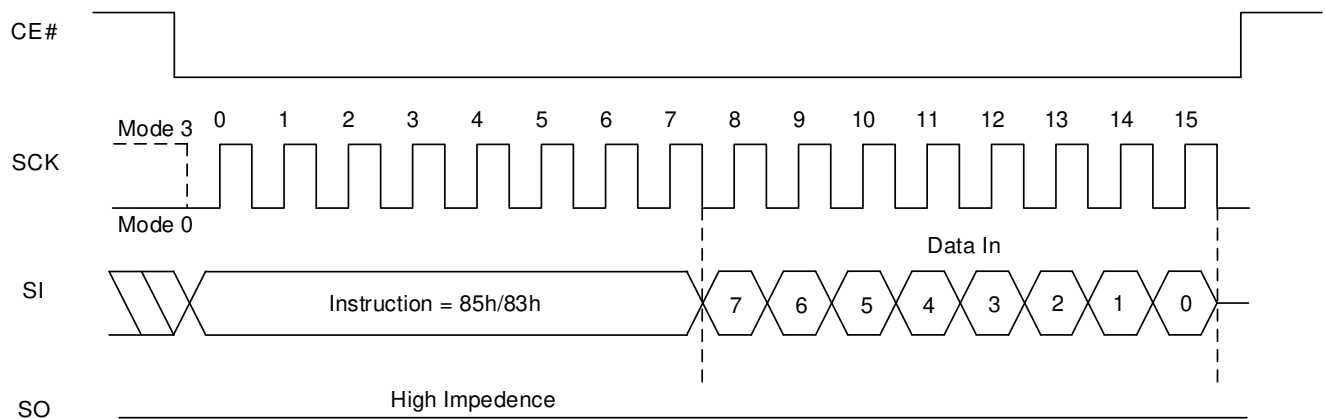 CE#
Mode 3
0 1 2 3 4 5 6 7 8 9 10 11 12 13 14 15
SCK
Mode 0
Data In
SI
Instruction = 85h/83h
7 6 5 4 3 2 1 0
SO
High Impedence